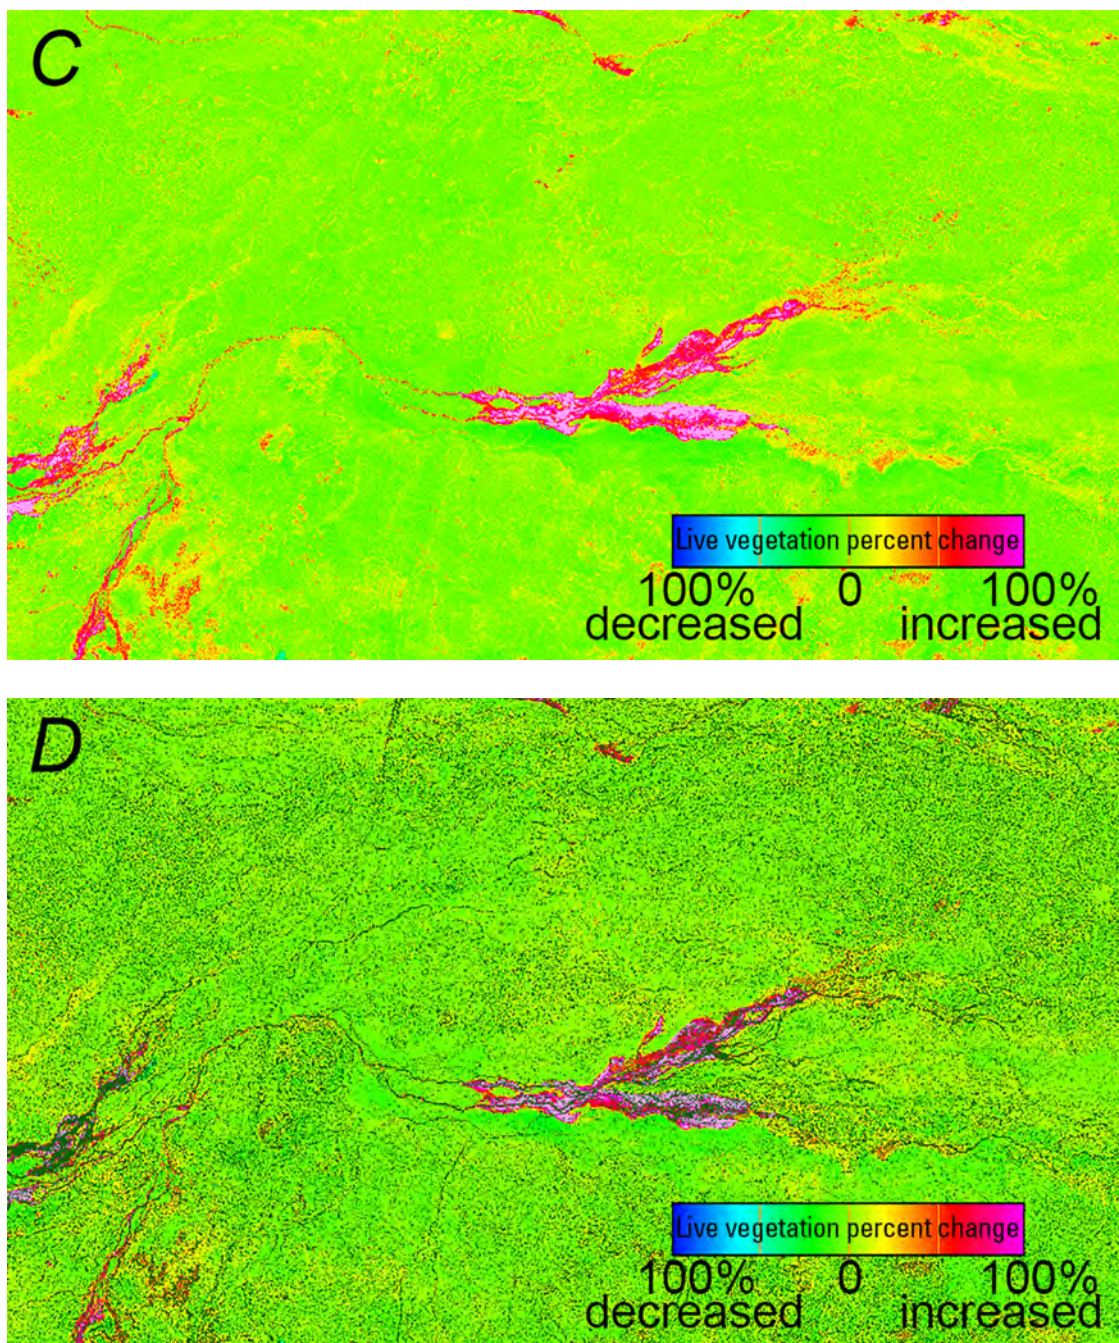 C
Live vegetation percent change
100% 0 100%
decreased increased
D
Live vegetation percent change
100% 0 100%
decreased increased